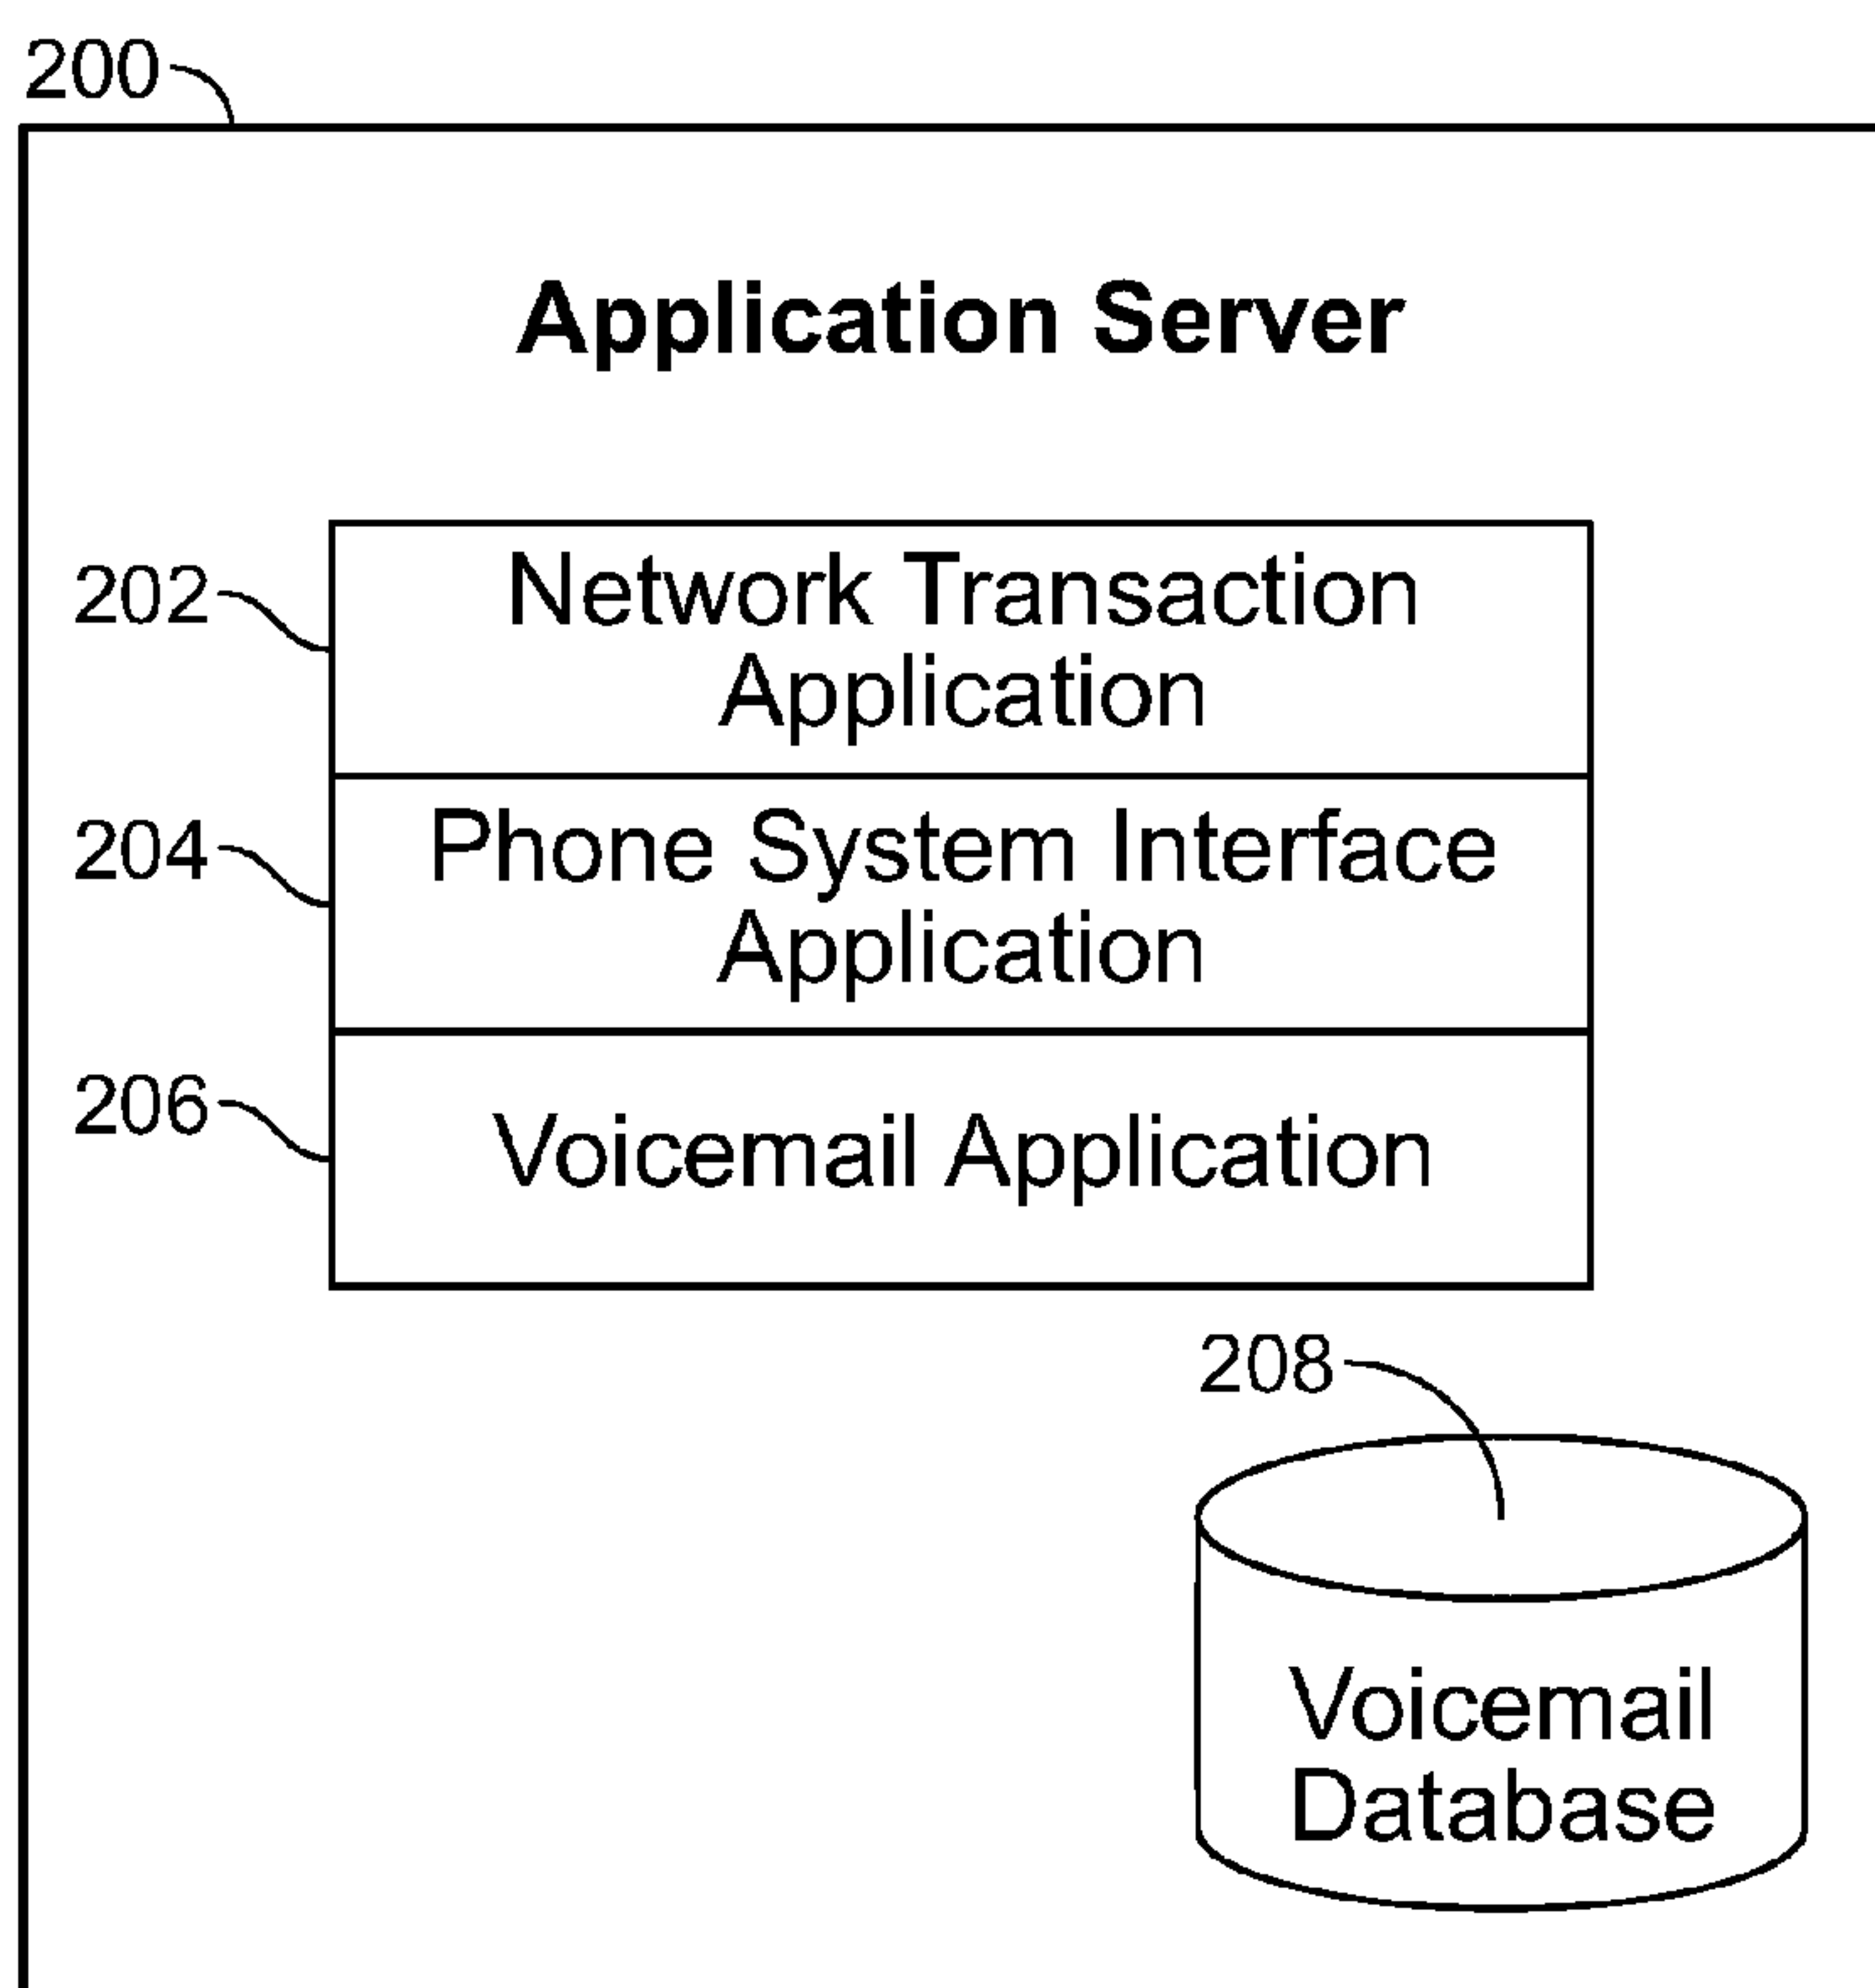 200
Application Server
202
Network Transaction
Application
204
Phone System Interface
Application
206
Voicemail Application
208
Voicemail
Database